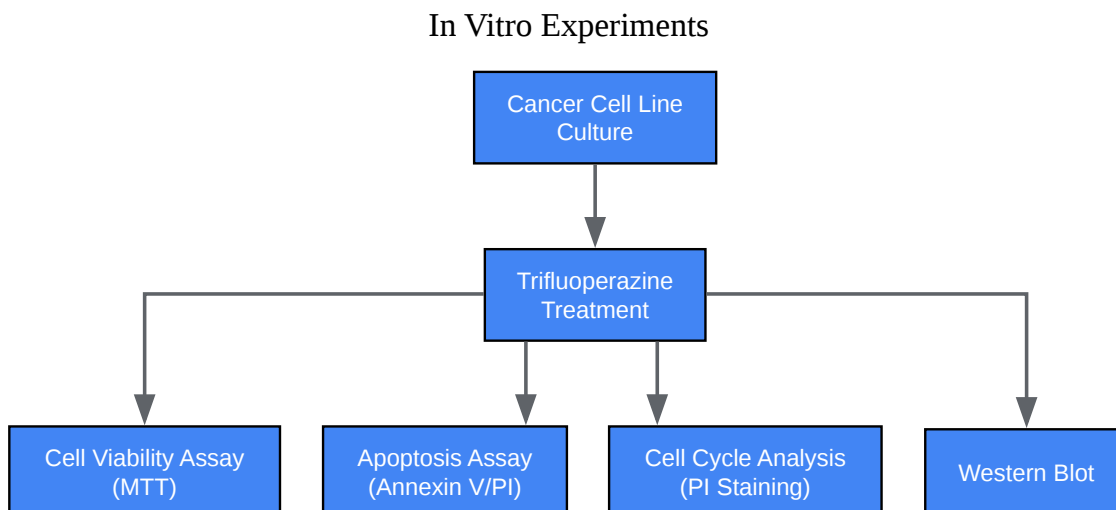 In Vitro Experiments
Cancer Cell Line
Culture
Trifluoperazine
Treatment
Cell Viability Assay
(MTT)
Apoptosis Assay
(Annexin V/PI)
Cell Cycle Analysis
(PI Staining)
Western Blot